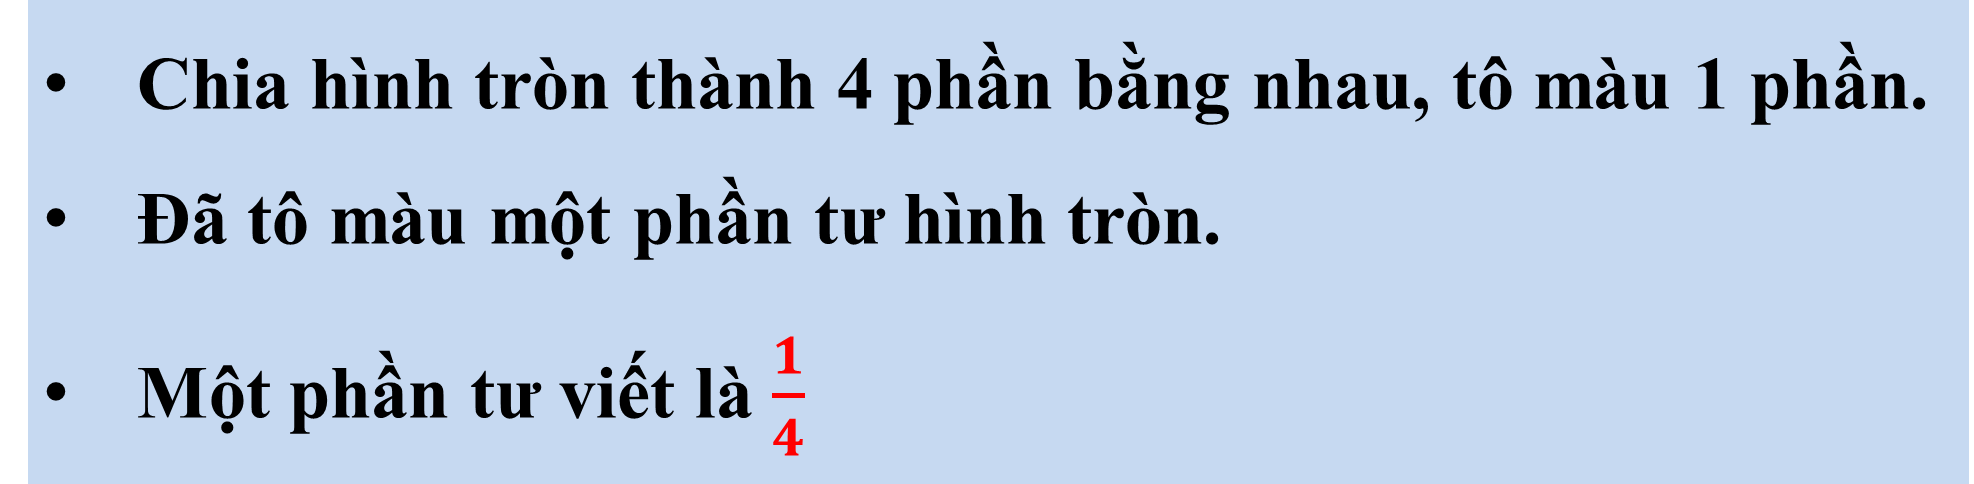 • Chia hình tròn thành 4 phần bằng nhau, tô màu 1 phần.
• Đã tô màu một phần tư hình tròn.
• Một phần tư viết là $\frac{1}{4}$